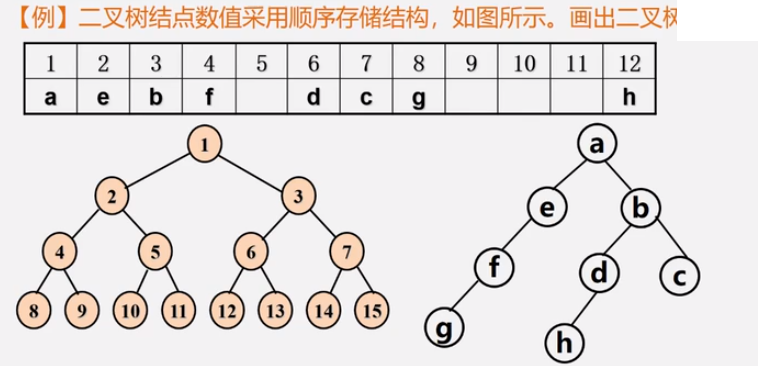 【例】二叉树结点数值采用顺序存储结构，如图所示。画出二叉树
1 2 3 4 5 6 7 8 9 10 11 12
a e b f d c g h
1
2 3
4 5 6 7
8 9 10 11 12 13 14 15
a
e b
f d c
g h